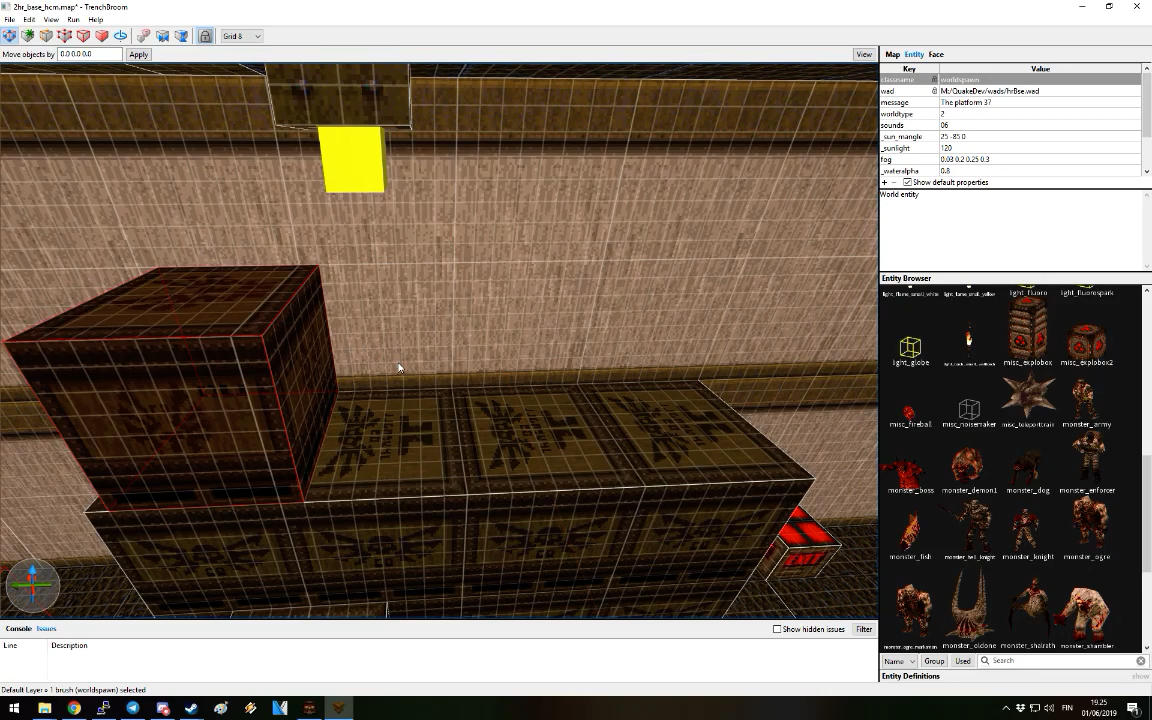 2hr_base_hcm.map* - TrenchBroom
File Edit View Run Help
Grid 8
Move objects by 0.0 0.0 0.0 Apply View
Map Entity Face
Key Value
classname worldspawn
wad M:/QuakeDev/wads/hrBse.wad
message The platform 37
worldtype 2
sounds 06
_sun_mangle 25 -85 0
_sunlight 120
fog 0.03 0.2 0.25 0.3
_wateralpha 0.8
+ - Show default properties
World entity
Entity Browser
light_flame_small_white light_flame_small_yellow light_fluoro light_fluorospark
light_globe misc_explobox misc_explobox2
misc_fireball misc_noisemaker misc_teleporttrain monster_army
monster_boss monster_demon1 monster_dog monster_enforcer
monster_fish monster_hell_knight monster_knight monster_ogre
monster_ogre_marksman monster_oldone monster_shalrath monster_shambler
EXIT
Console Issues Show hidden issues Filter
Line Description
Name Group Used Search
Entity Definitions show
Default Layer » 1 brush (worldspawn) selected
FIN
19.25
01/06/2019